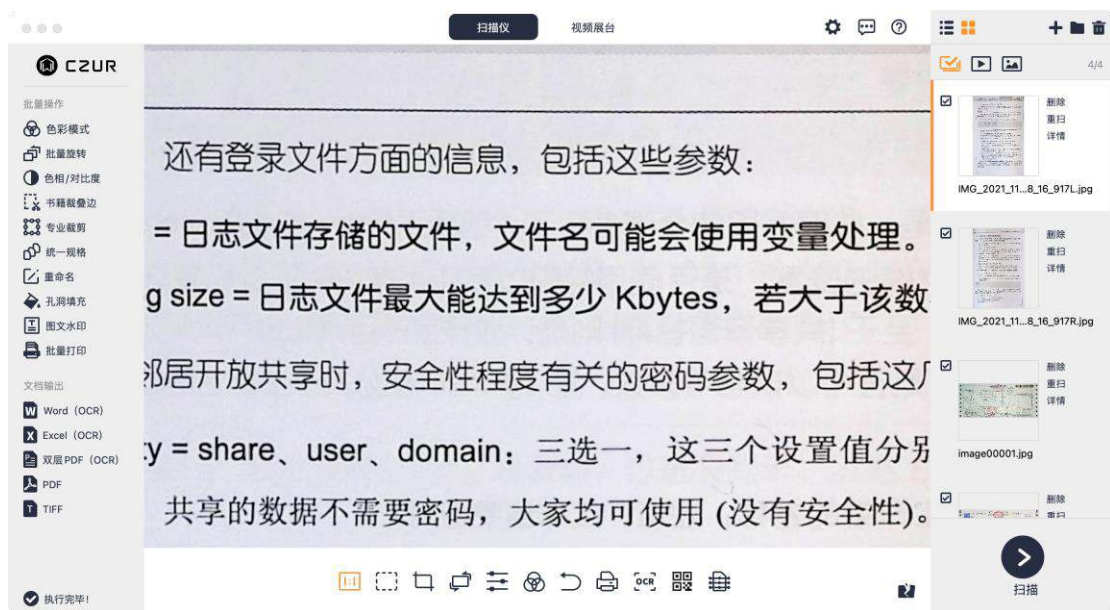 扫描仪
视频展台
CZUR
批量操作
色彩模式
批量旋转
色相/对比度
书籍裁叠边
专业裁剪
统一规格
重命名
孔洞填充
图文水印
批量打印
文档输出
W Word（OCR）
X Excel（OCR）
双层PDF（OCR）
PDF
T TIFF
执行完毕！
还有登录文件方面的信息，包括这些参数：
= 日志文件存储的文件，文件名可能会使用变量处理。
g size = 日志文件最大能达到多少 Kbytes，若大于该数
邻居开放共享时，安全性程度有关的密码参数，包括这几
ty = share、user、domain：三选一，这三个设置值分别
共享的数据不需要密码，大家均可使用 (没有安全性)。
1:1
OCR
4/4
删除
重扫
详情
IMG_2021_11...8_16_917L.jpg
删除
重扫
详情
IMG_2021_11...8_16_917R.jpg
删除
重扫
详情
image00001.jpg
删除
重扫
扫描